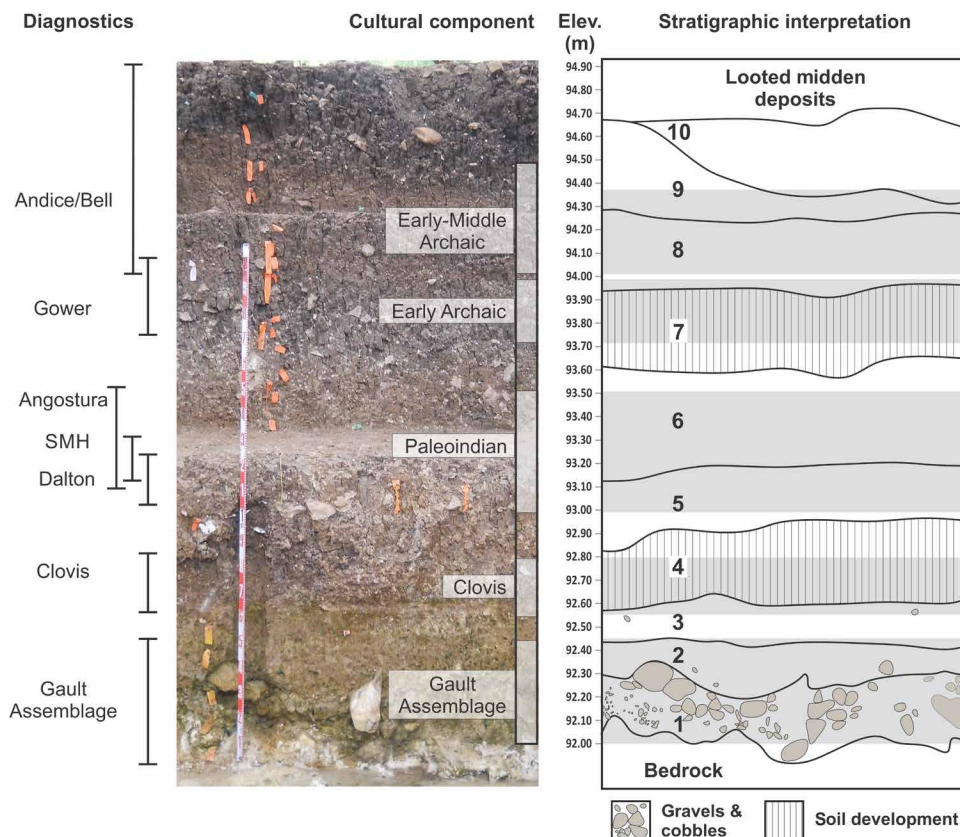 Diagnostics
Cultural component
Elev.
(m)
Stratigraphic interpretation
Andice/Bell
Gower
Angostura
SMH
Dalton
Clovis
Gault
Assemblage
Early-Middle
Archaic
Early Archaic
Paleoindian
Clovis
Gault
Assemblage
94.90
94.80
94.70
94.60
94.50
94.40
94.30
94.20
94.10
94.00
93.90
93.80
93.70
93.60
93.50
93.40
93.30
93.20
93.10
93.00
92.90
92.80
92.70
92.60
92.50
92.40
92.30
92.20
92.10
92.00
Looted midden
deposits
10
9
8
7
6
5
4
3
2
1
Bedrock
Gravels &
cobbles
Soil development